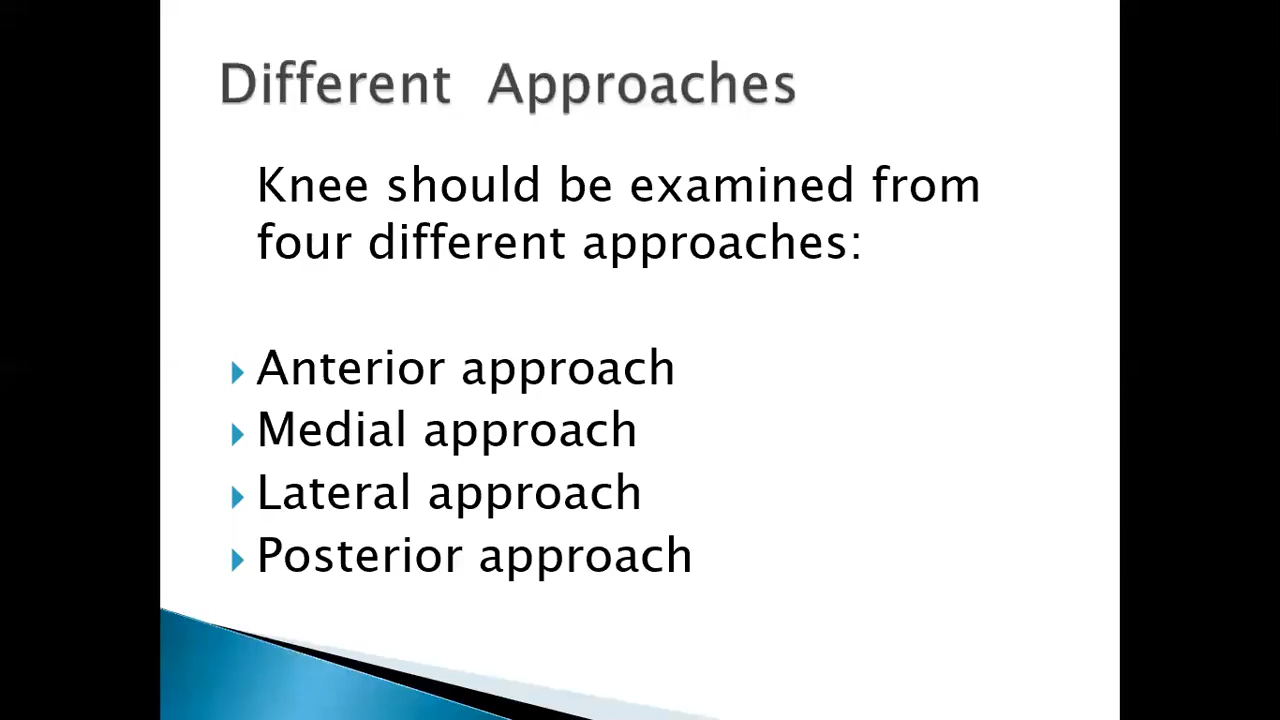 Different Approaches
Knee should be examined from
four different approaches:
Anterior approach
Medial approach
Lateral approach
Posterior approach